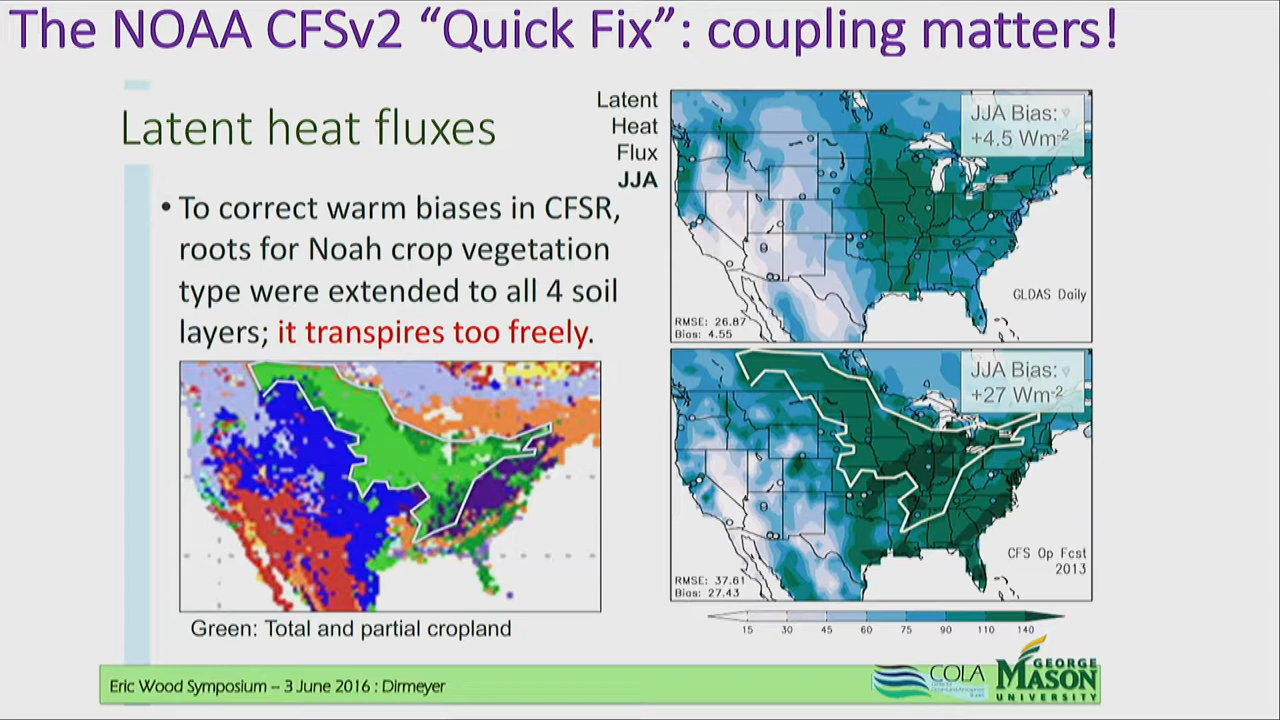 The NOAA CFSv2 “Quick Fix”: coupling matters!
Latent heat fluxes
• To correct warm biases in CFSR,
roots for Noah crop vegetation
type were extended to all 4 soil
layers; it transpires too freely.
Green: Total and partial cropland
Latent
Heat
Flux
JJA
JJA Bias:
+4.5 Wm-2
GLDAS Daily
RMSE: 26.87
Bias: 4.55
JJA Bias:
+27 Wm-2
CFS Op Fcst
2013
RMSE: 37.61
Bias: 27.43
15 30 45 60 75 90 110 140
Eric Wood Symposium – 3 June 2016 : Dirmeyer
COLA
GEORGE
MASON
UNIVERSITY